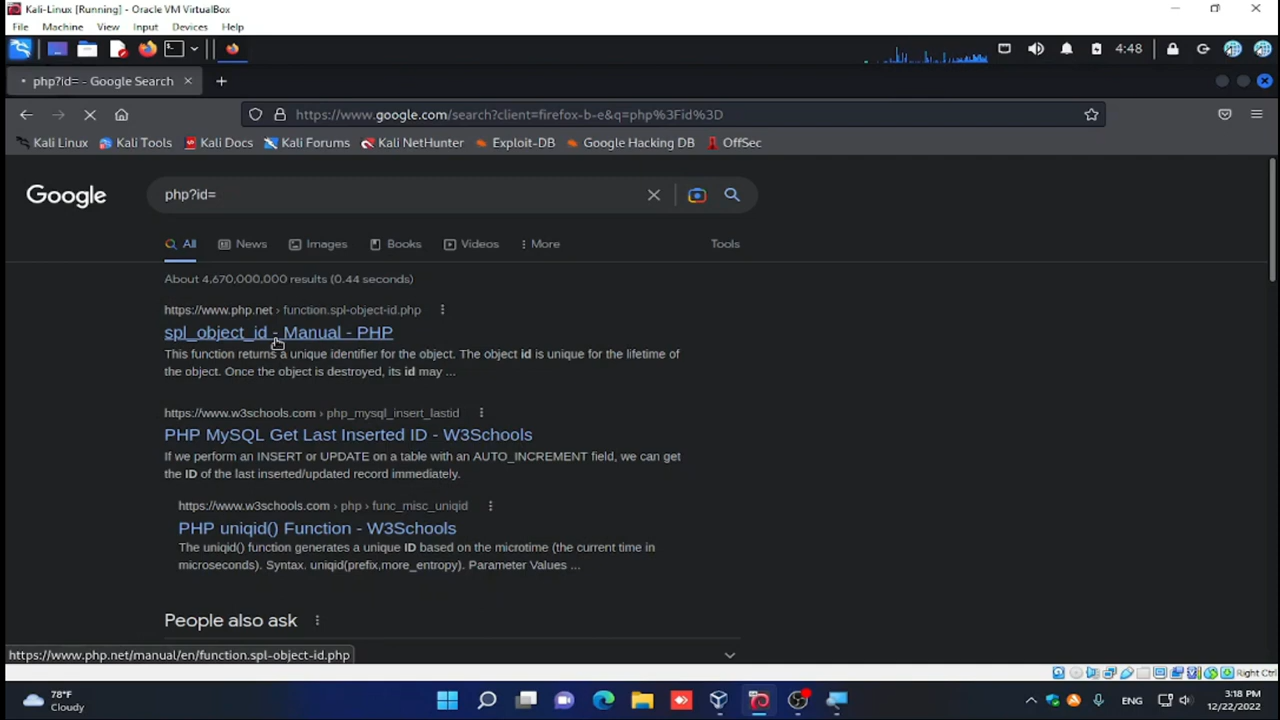 Kali-Linux [Running] - Oracle VM VirtualBox
File Machine View Input Devices Help
4:48
php?id= - Google Search
https://www.google.com/search?client=firefox-b-e&q=php%3Fid%3D
Kali Linux Kali Tools Kali Docs Kali Forums Kali NetHunter Exploit-DB Google Hacking DB OffSec
Google php?id=
All News Images Books Videos More Tools
About 4,670,000,000 results (0.44 seconds)
https://www.php.net › function.spl-object-id.php
spl_object_id - Manual - PHP
This function returns a unique identifier for the object. The object id is unique for the lifetime of
the object. Once the object is destroyed, its id may ...
https://www.w3schools.com › php_mysql_insert_lastid
PHP MySQL Get Last Inserted ID - W3Schools
If we perform an INSERT or UPDATE on a table with an AUTO_INCREMENT field, we can get
the ID of the last inserted/updated record immediately.
https://www.w3schools.com › php › func_misc_uniqid
PHP uniqid() Function - W3Schools
The uniqid() function generates a unique ID based on the microtime (the current time in
microseconds). Syntax. uniqid(prefix,more_entropy). Parameter Values ...
People also ask
https://www.php.net/manual/en/function.spl-object-id.php
Right Ctrl
78°F
Cloudy
ENG
3:18 PM
12/22/2022